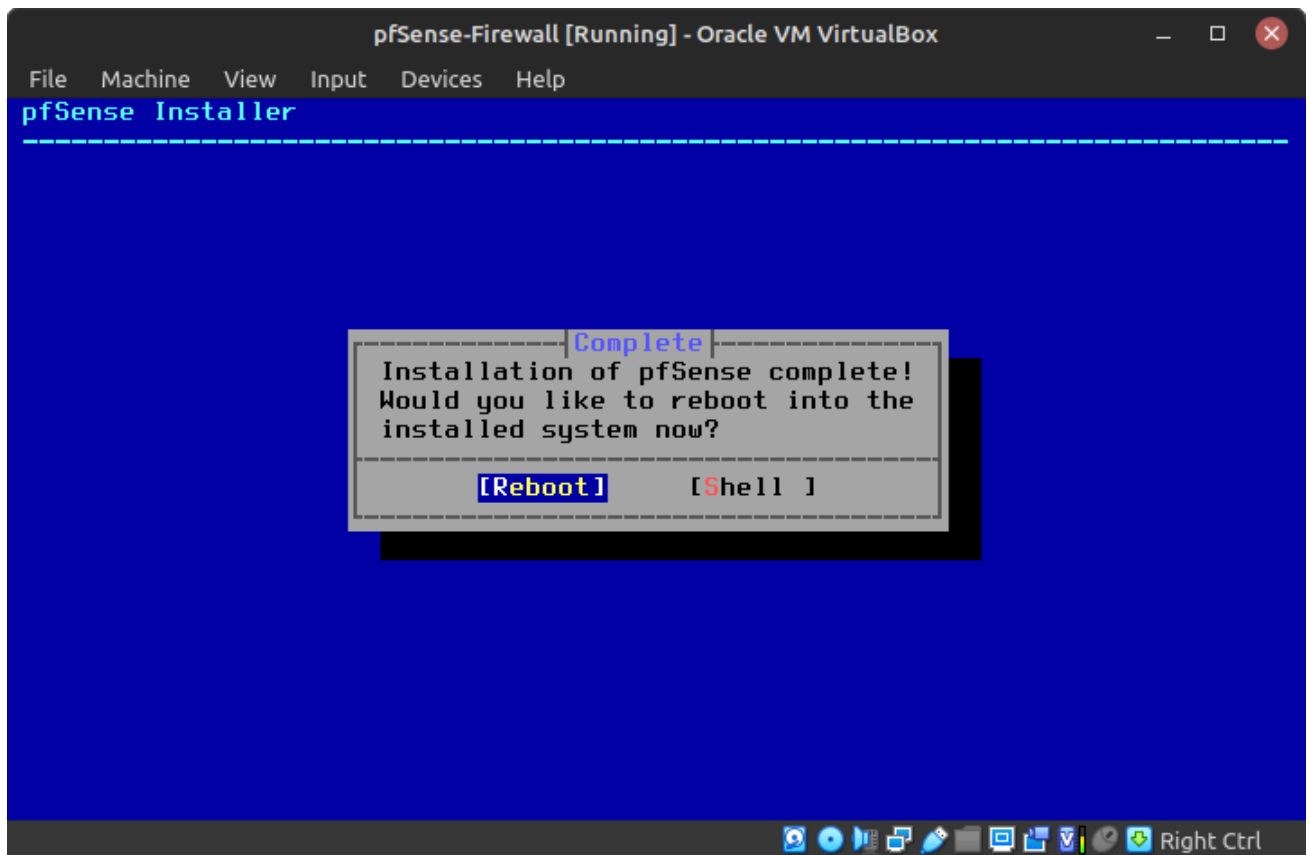 pfSense-Firewall [Running] - Oracle VM VirtualBox
File Machine View Input Devices Help
pfSense Installer
Complete
Installation of pfSense complete!
Would you like to reboot into the
installed system now?
[Reboot] [Shell ]
Right Ctrl